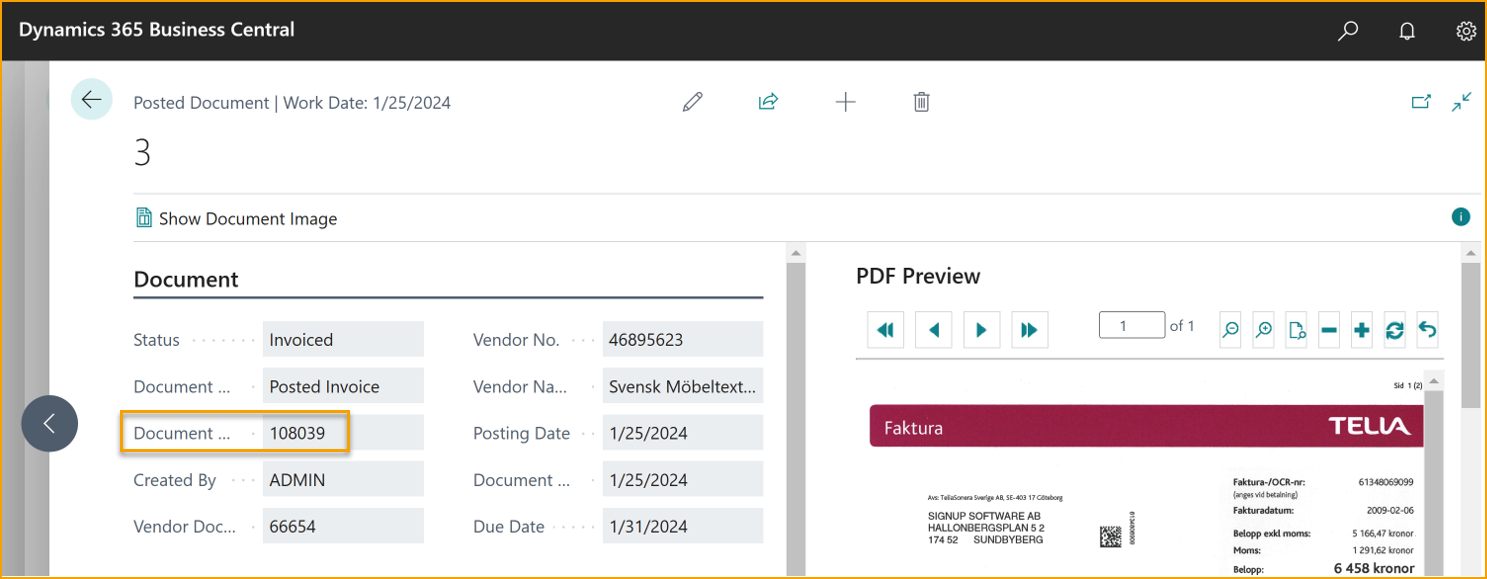 Dynamics 365 Business Central
Posted Document | Work Date: 1/25/2024
3
Show Document Image
Document
Status Invoiced
Document ... Posted Invoice
Document ... 108039
Created By ADMIN
Vendor Doc... 66654
Vendor No. 46895623
Vendor Na... Svensk Möbeltext...
Posting Date 1/25/2024
Document ... 1/25/2024
Due Date 1/31/2024
PDF Preview
1 of 1
Sid 1 (2)
Faktura TELIA
Avs: TeliaSonera Sverige AB, SE-403 17 Göteborg
SIGNUP SOFTWARE AB
HALLONBERGSPLAN 5 2
174 52 SUNDBYBERG
61348069099
Faktura-/OCR-nr: 61348069099
(anges vid betalning)
Fakturadatum: 2009-02-06
Belopp exkl moms: 5 166,47 kronor
Moms: 1 291,62 kronor
Belopp: 6 458 kronor